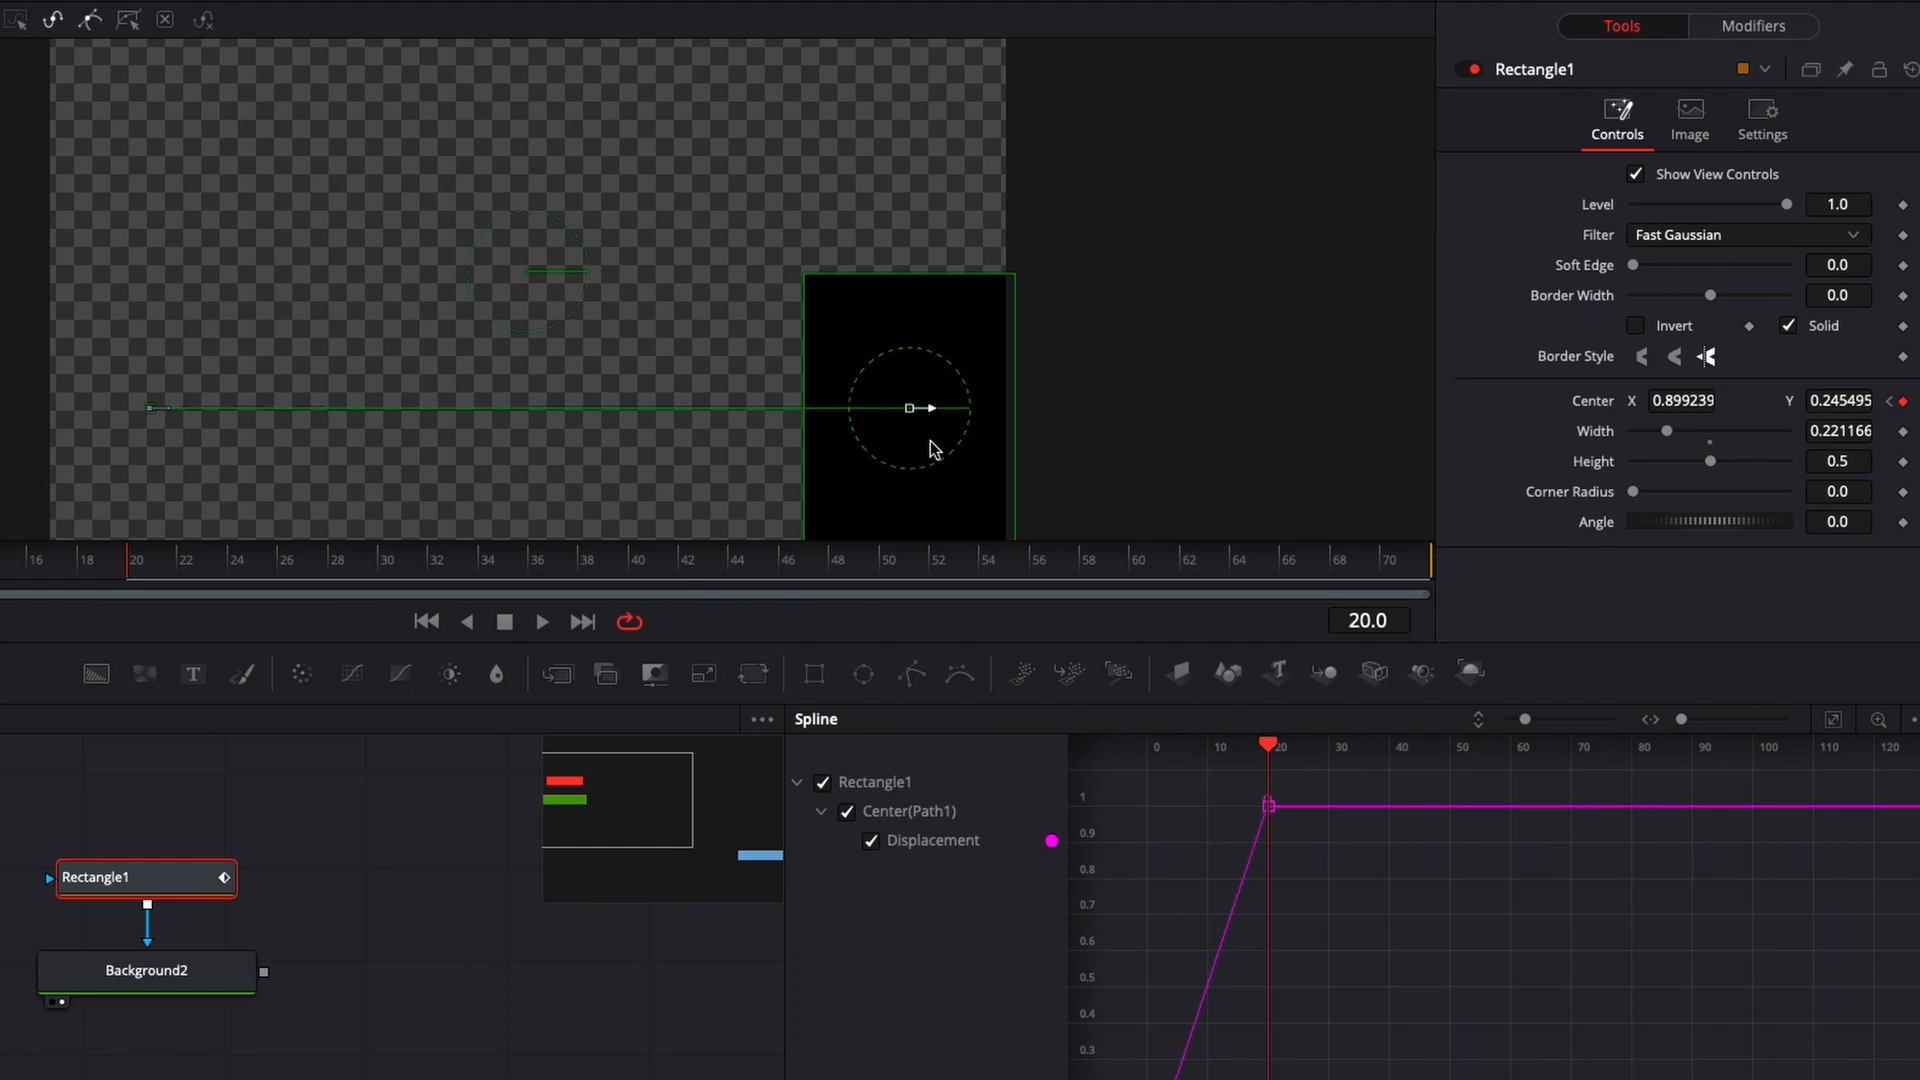 Tools
Modifiers
Rectangle1
Controls
Image
Settings
Show View Controls
Level
1.0
Filter
Fast Gaussian
Soft Edge
0.0
Border Width
0.0
Invert
Solid
Border Style
Center X 0.899239 Y 0.245495
Width
0.221166
Height
0.5
Corner Radius
0.0
Angle
0.0
16 18 20 22 24 26 28 30 32 34 36 38 40 42 44 46 48 50 52 54 56 58 60 62 64 66 68 70
20.0
T
T
Spline
0 10 20 30 40 50 60 70 80 90 100 110 120
Rectangle1
Center(Path1)
Displacement
1
0.9
0.8
0.7
0.6
0.5
0.4
0.3
Rectangle1
Background2